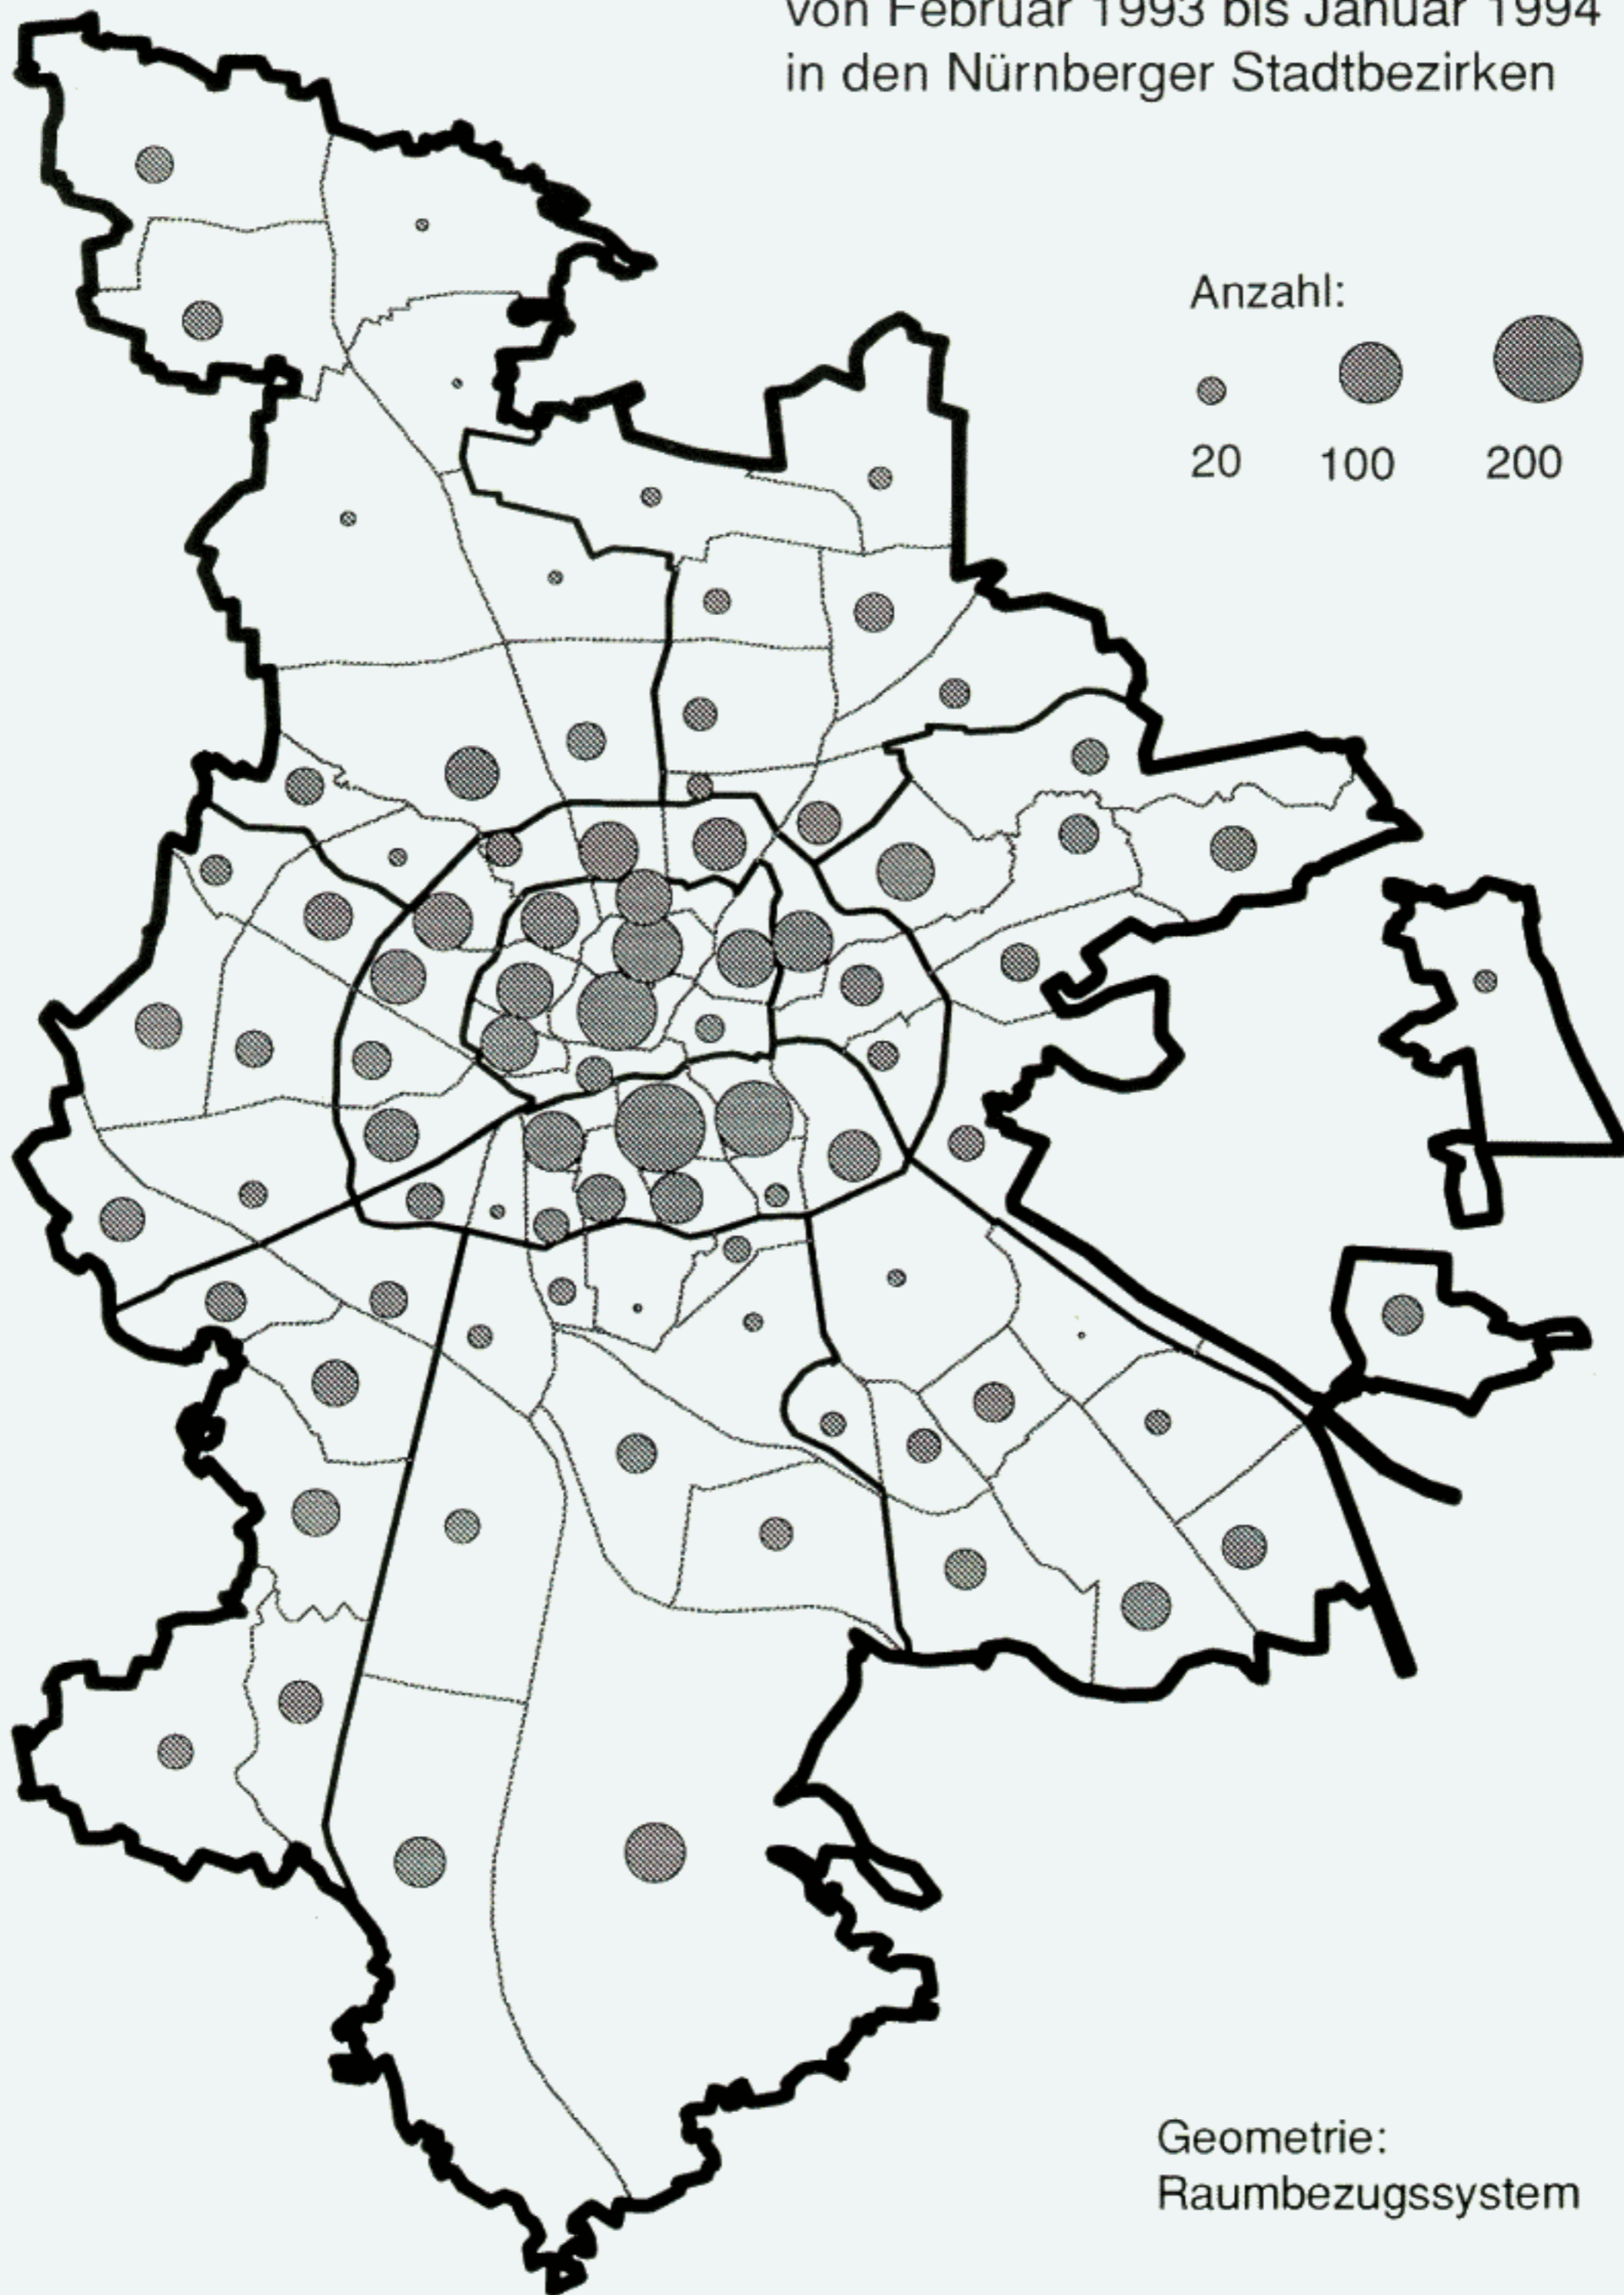 von Februar 1993 bis Januar 1994
in den Nürnberger Stadtbezirken
Anzahl:
20 100 200
Geometrie:
Raumbezugssystem